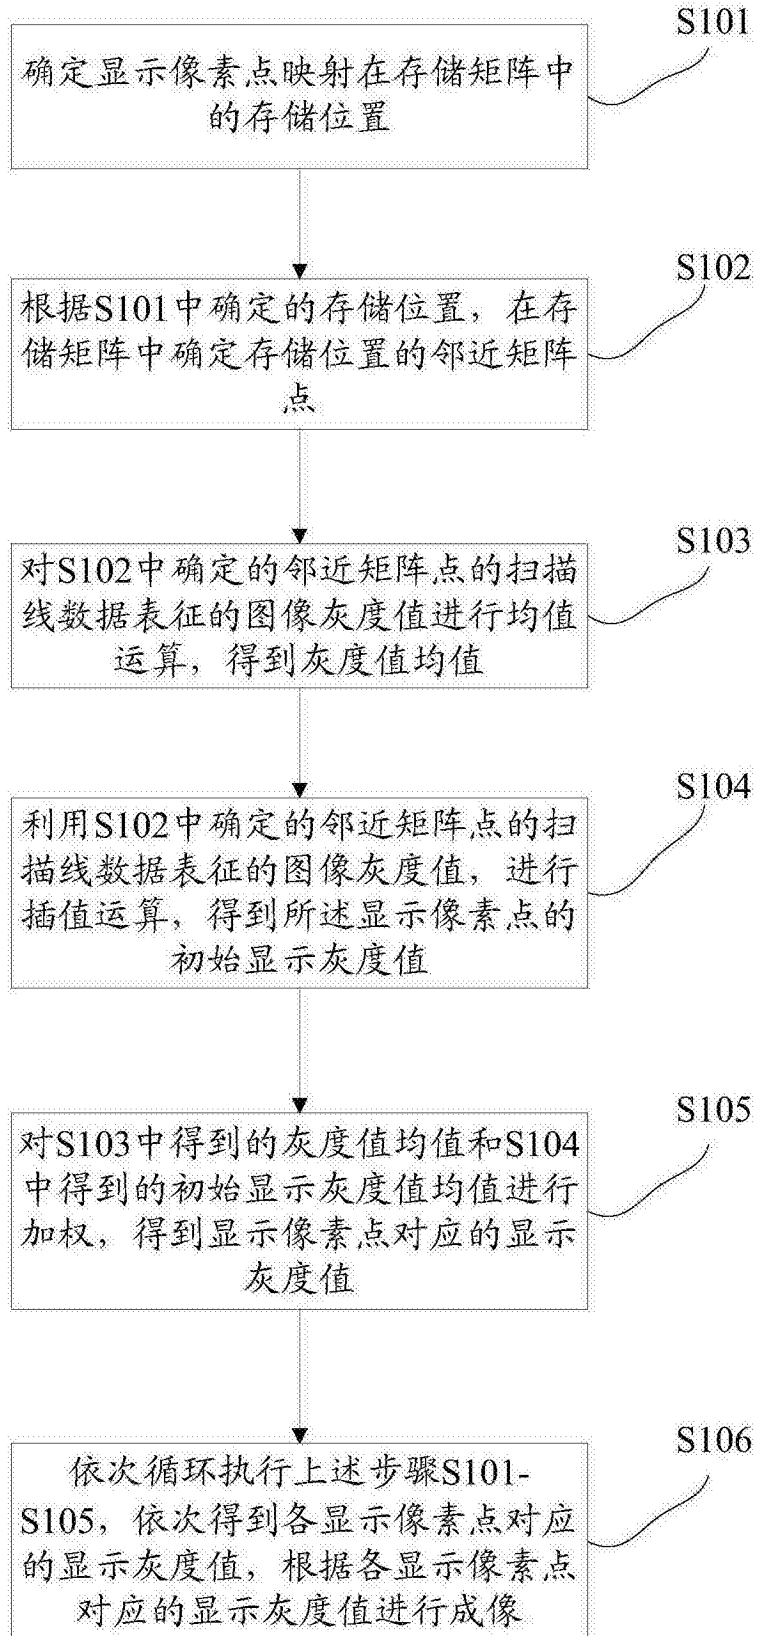 S101
确定显示像素点映射在存储矩阵中
的存储位置
S102
根据S101中确定的存储位置，在存
储矩阵中确定存储位置的邻近矩阵
点
S103
对S102中确定的邻近矩阵点的扫描
线数据表征的图像灰度值进行均值
运算，得到灰度值均值
S104
利用S102中确定的邻近矩阵点的扫
描线数据表征的图像灰度值，进行
插值运算，得到所述显示像素点的
初始显示灰度值
S105
对S103中得到的灰度值均值和S104
中得到的初始显示灰度值均值进行
加权，得到显示像素点对应的显示
灰度值
S106
依次循环执行上述步骤S101-
S105，依次得到各显示像素点对应
的显示灰度值，根据各显示像素点
对应的显示灰度值进行成像